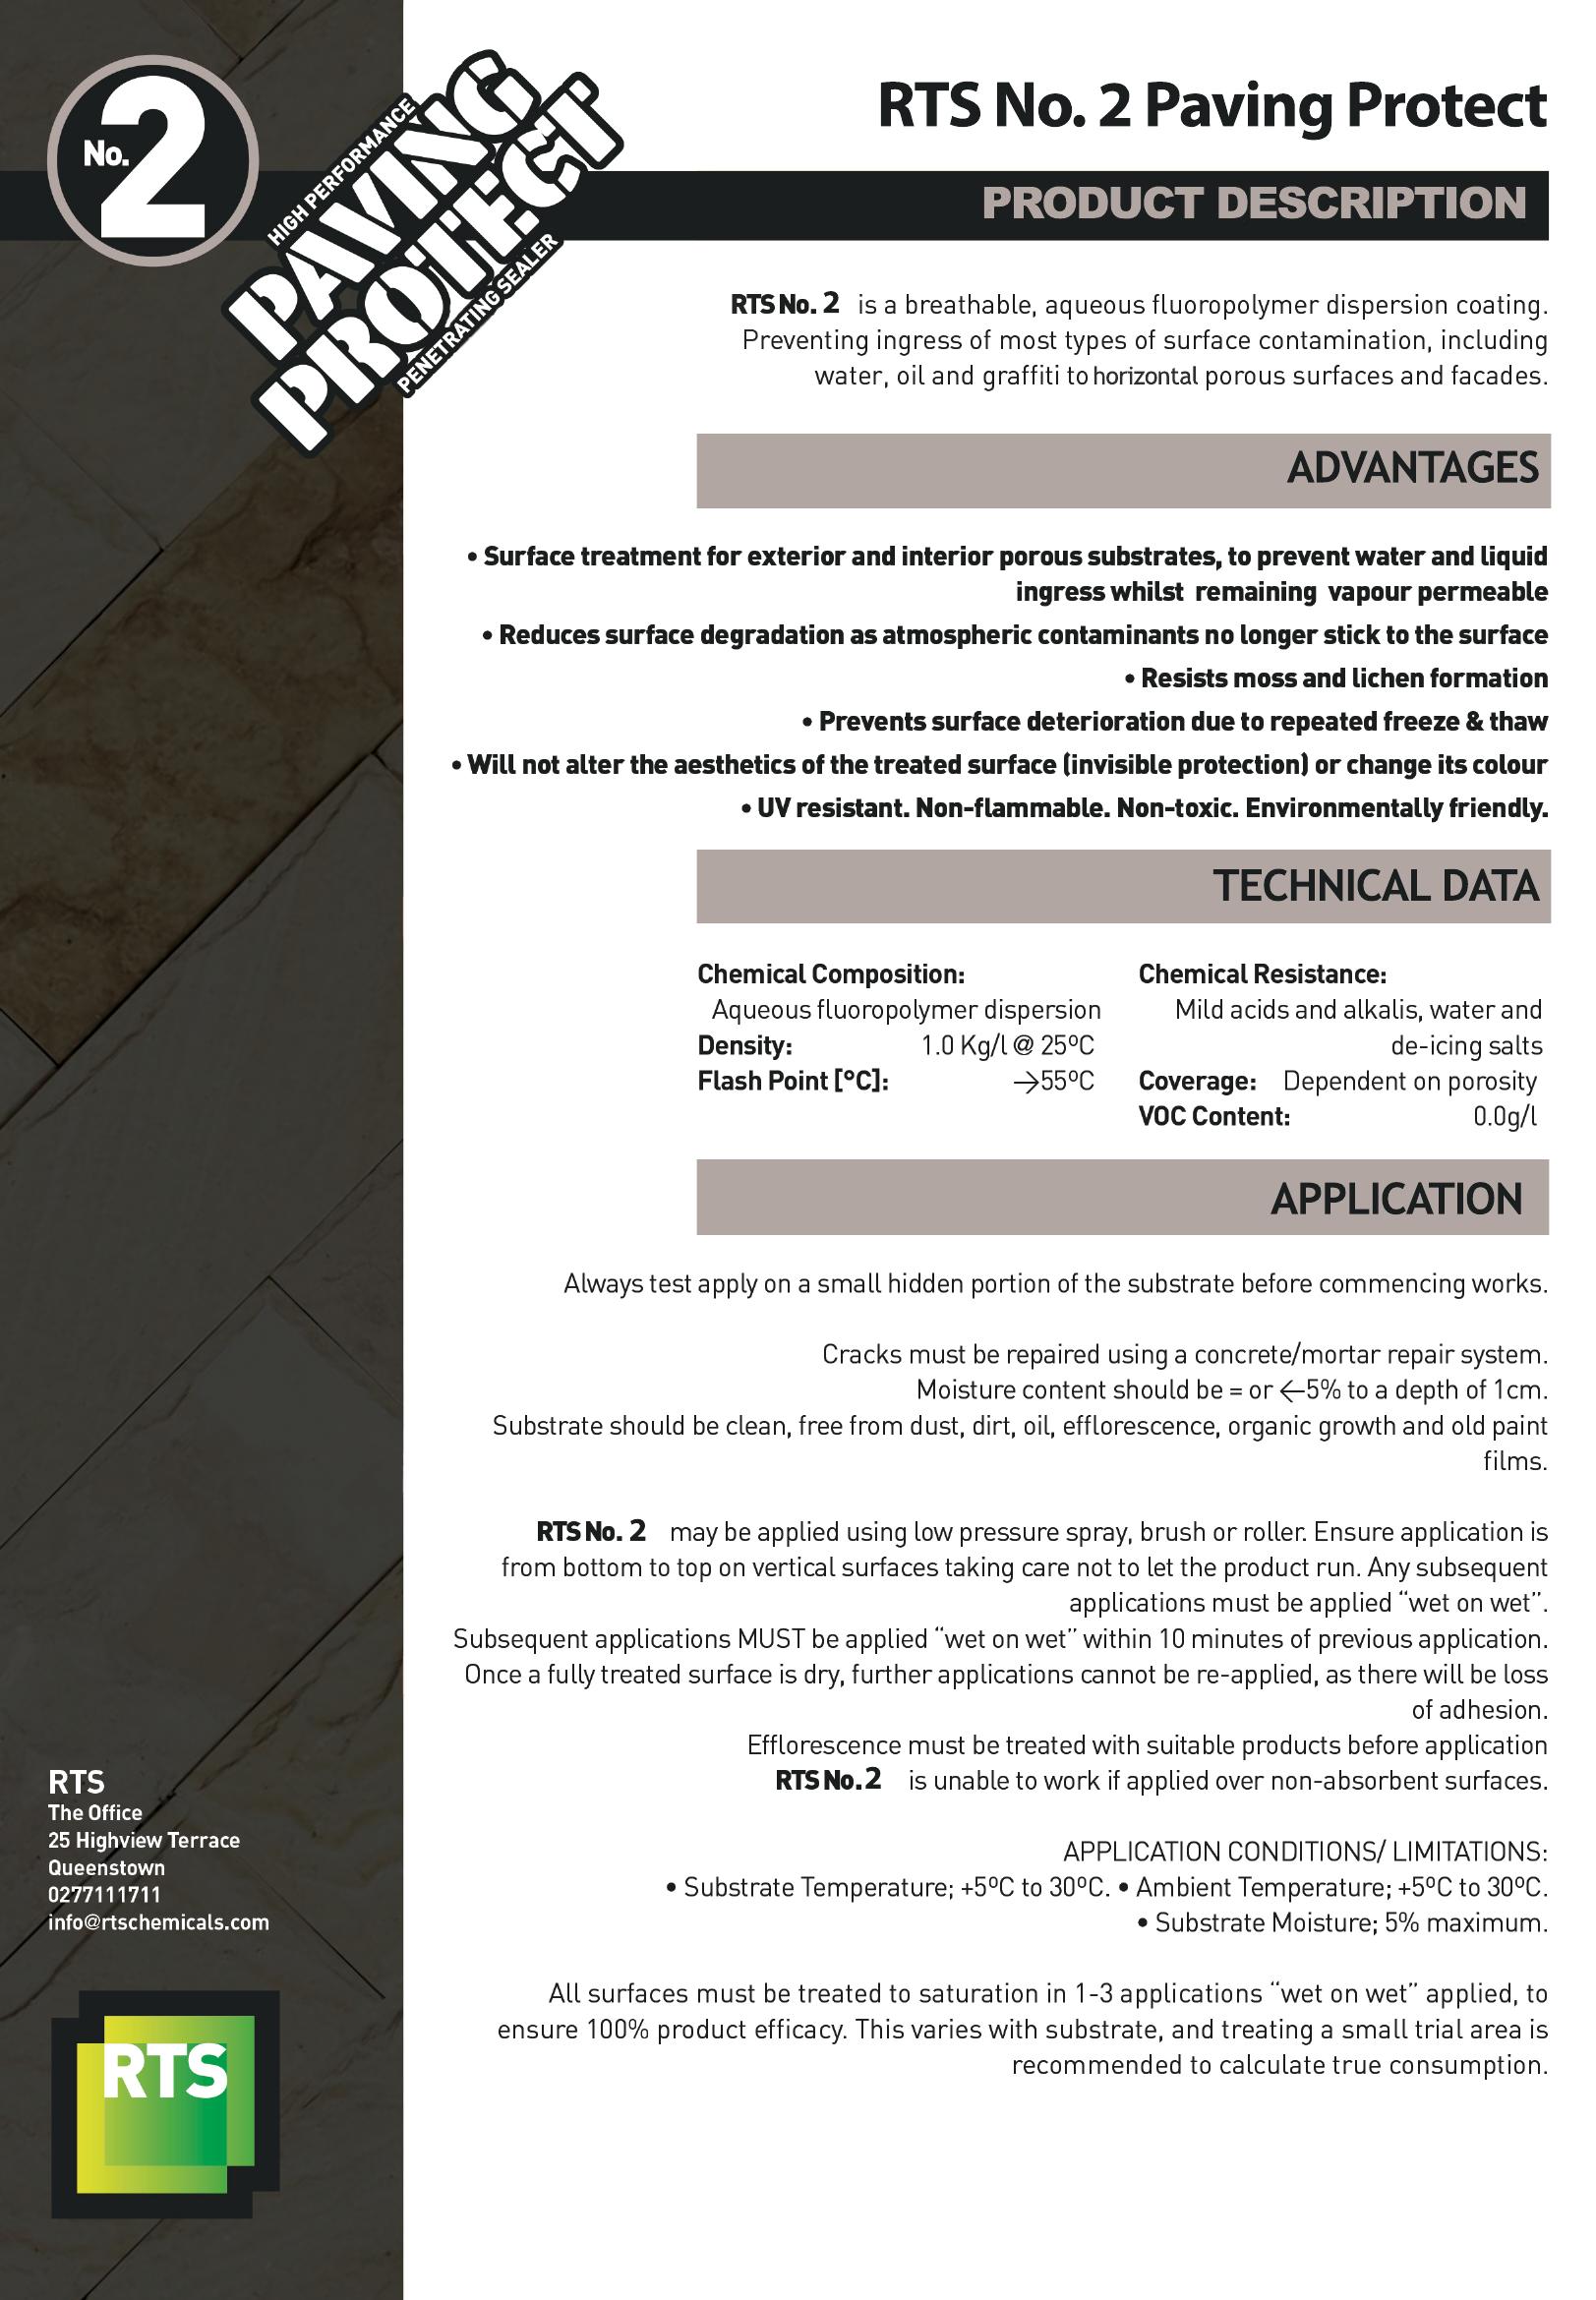 No. 2
HIGH PERFORMANCE
PAVING
PROTECT
PENETRATING SEALER
RTS No. 2 Paving Protect
PRODUCT DESCRIPTION
RTS No. 2 is a breathable, aqueous fluoropolymer dispersion coating.
Preventing ingress of most types of surface contamination, including
water, oil and graffiti to horizontal porous surfaces and facades.
ADVANTAGES
• Surface treatment for exterior and interior porous substrates, to prevent water and liquid
ingress whilst remaining vapour permeable
• Reduces surface degradation as atmospheric contaminants no longer stick to the surface
• Resists moss and lichen formation
• Prevents surface deterioration due to repeated freeze & thaw
• Will not alter the aesthetics of the treated surface (invisible protection) or change its colour
• UV resistant. Non-flammable. Non-toxic. Environmentally friendly.
TECHNICAL DATA
Chemical Composition:
Aqueous fluoropolymer dispersion
Density: 1.0 Kg/l @ 25ºC
Flash Point [°C]: →55ºC
Chemical Resistance:
Mild acids and alkalis, water and
de-icing salts
Coverage: Dependent on porosity
VOC Content: 0.0g/l
APPLICATION
Always test apply on a small hidden portion of the substrate before commencing works.
Cracks must be repaired using a concrete/mortar repair system.
Moisture content should be = or ←5% to a depth of 1cm.
Substrate should be clean, free from dust, dirt, oil, efflorescence, organic growth and old paint
films.
RTS No. 2 may be applied using low pressure spray, brush or roller. Ensure application is
from bottom to top on vertical surfaces taking care not to let the product run. Any subsequent
applications must be applied “wet on wet”.
Subsequent applications MUST be applied “wet on wet” within 10 minutes of previous application.
Once a fully treated surface is dry, further applications cannot be re-applied, as there will be loss
of adhesion.
Efflorescence must be treated with suitable products before application
RTS No. 2 is unable to work if applied over non-absorbent surfaces.
APPLICATION CONDITIONS/ LIMITATIONS:
• Substrate Temperature; +5ºC to 30ºC. • Ambient Temperature; +5ºC to 30ºC.
• Substrate Moisture; 5% maximum.
All surfaces must be treated to saturation in 1-3 applications “wet on wet” applied, to
ensure 100% product efficacy. This varies with substrate, and treating a small trial area is
recommended to calculate true consumption.
RTS
The Office
25 Highview Terrace
Queenstown
0277111711
info@rtschemicals.com
RTS